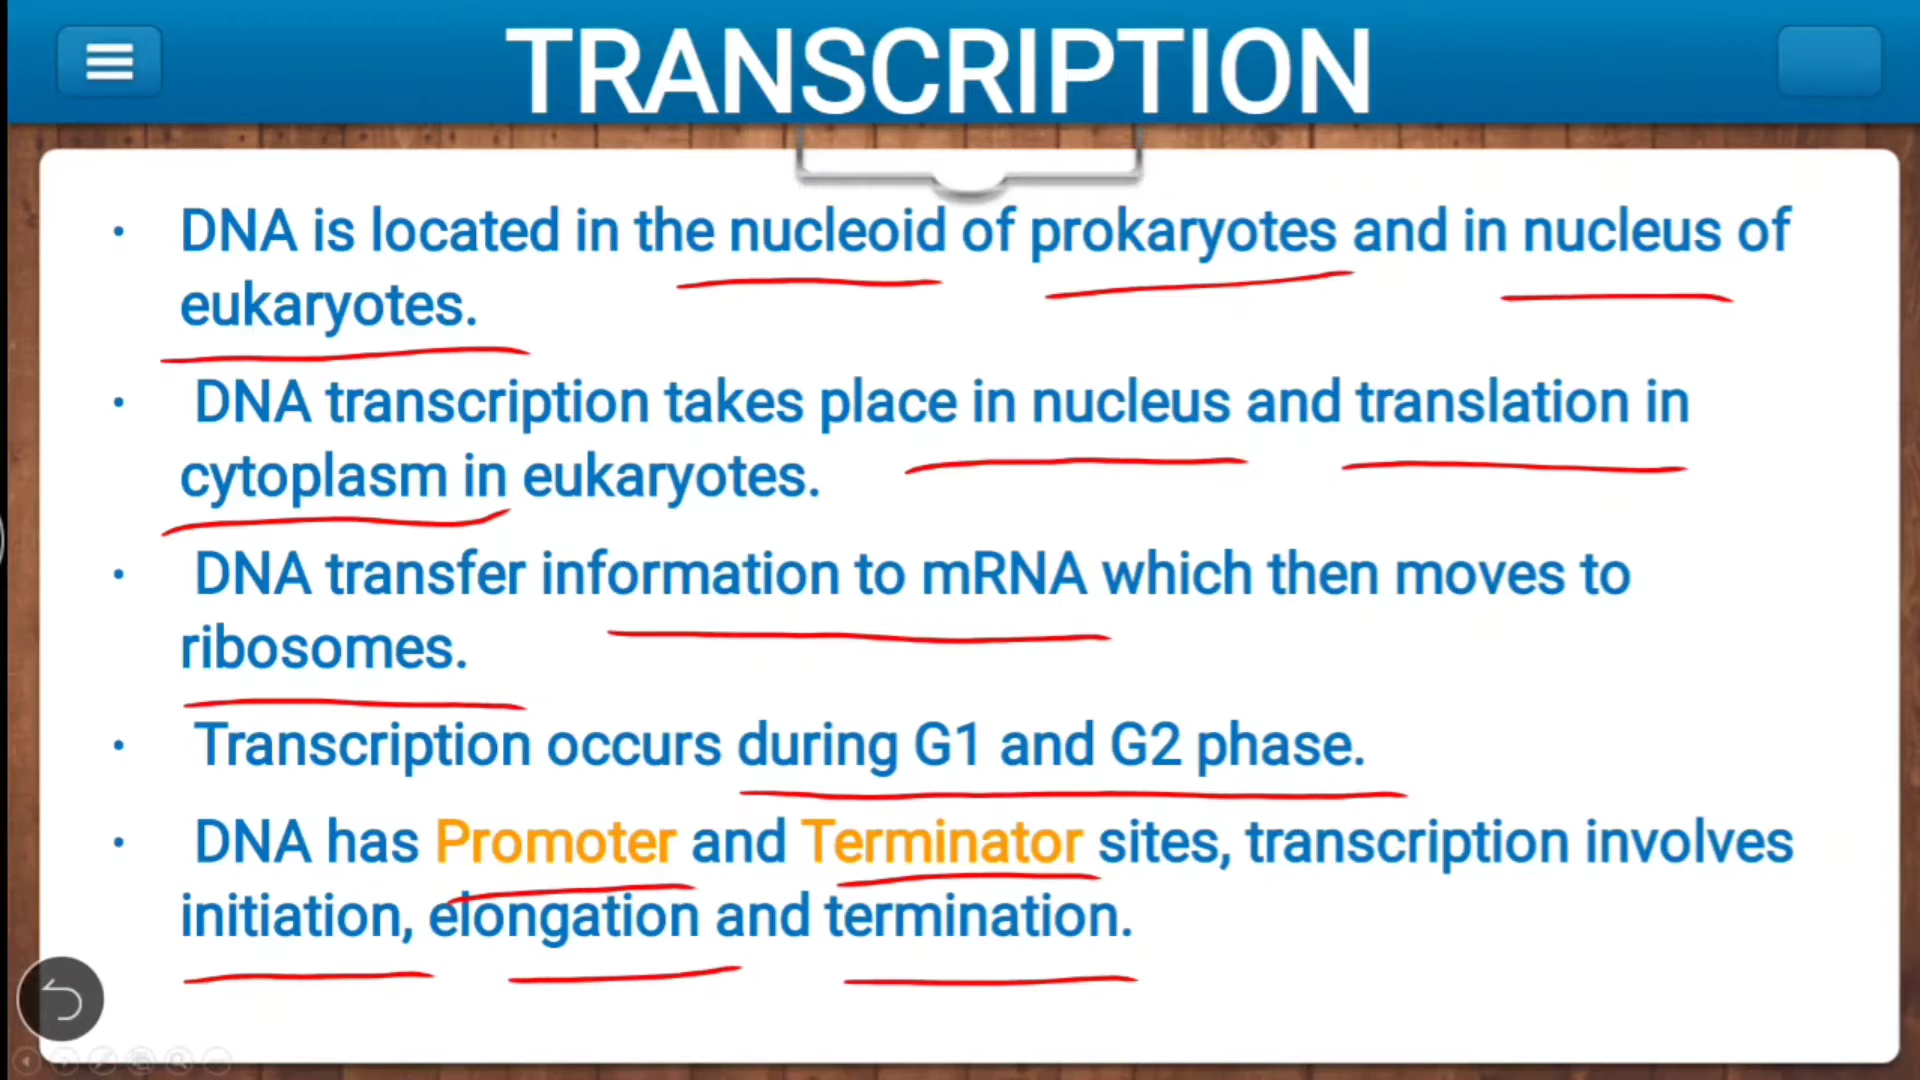 TRANSCRIPTION
· DNA is located in the nucleoid of prokaryotes and in nucleus of
eukaryotes.
· DNA transcription takes place in nucleus and translation in
cytoplasm in eukaryotes.
· DNA transfer information to mRNA which then moves to
ribosomes.
· Transcription occurs during G1 and G2 phase.
· DNA has Promoter and Terminator sites, transcription involves
initiation, elongation and termination.